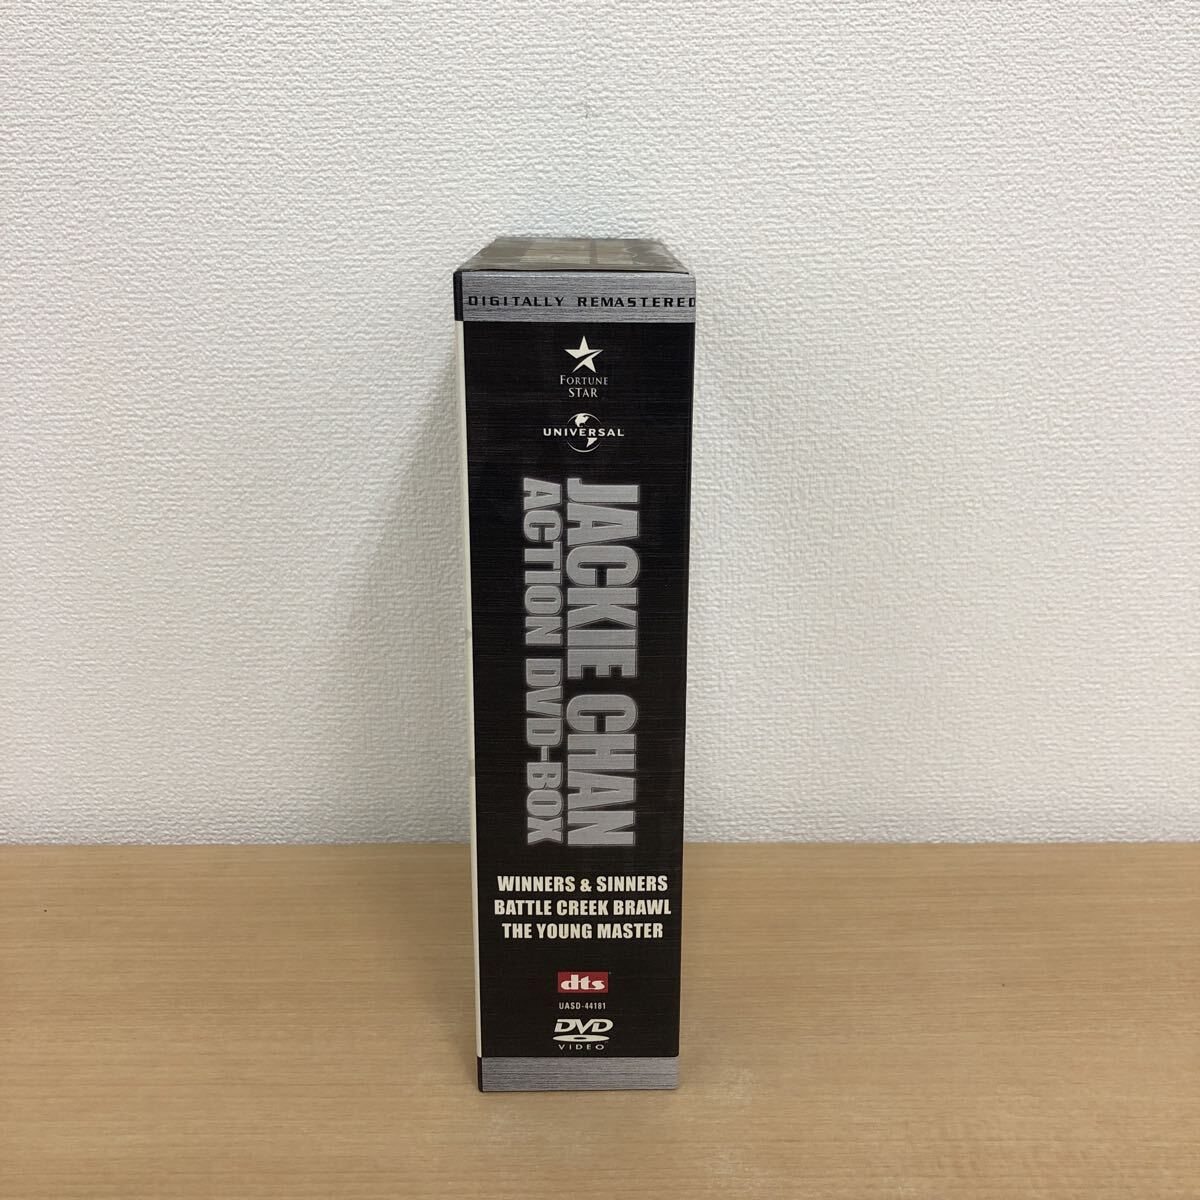 DIGITALLY REMASTERED
FORTUNE
STAR
UNIVERSAL
JACKIE CHAN
ACTION DVD-BOX
WINNERS & SINNERS
BATTLE CREEK BRAWL
THE YOUNG MASTER
dts
UASD-44181
DVD
VIDEO